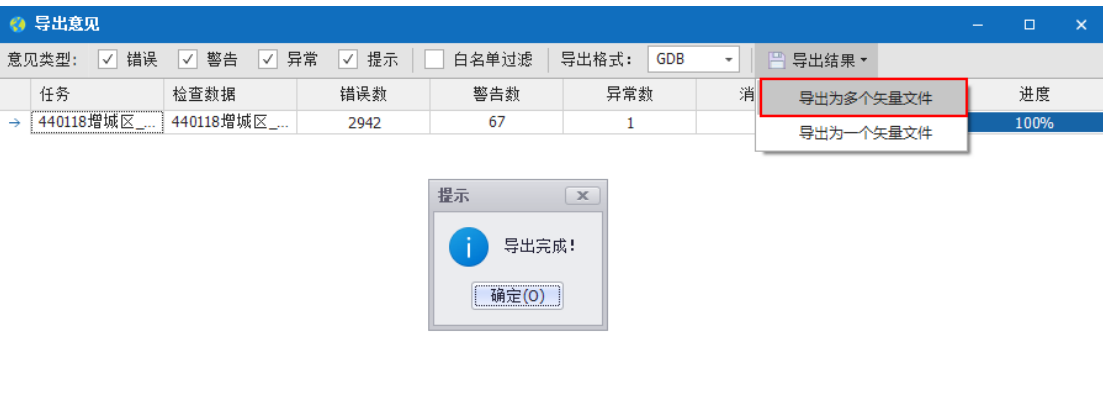 导出意见
意见类型: 错误 警告 异常 提示 白名单过滤 导出格式: GDB 导出结果
任务 检查数据 错误数 警告数 异常数 消 进度
440118增城区_... 440118增城区_... 2942 67 1 100%
导出为多个矢量文件
导出为一个矢量文件
提示
导出完成!
确定(O)